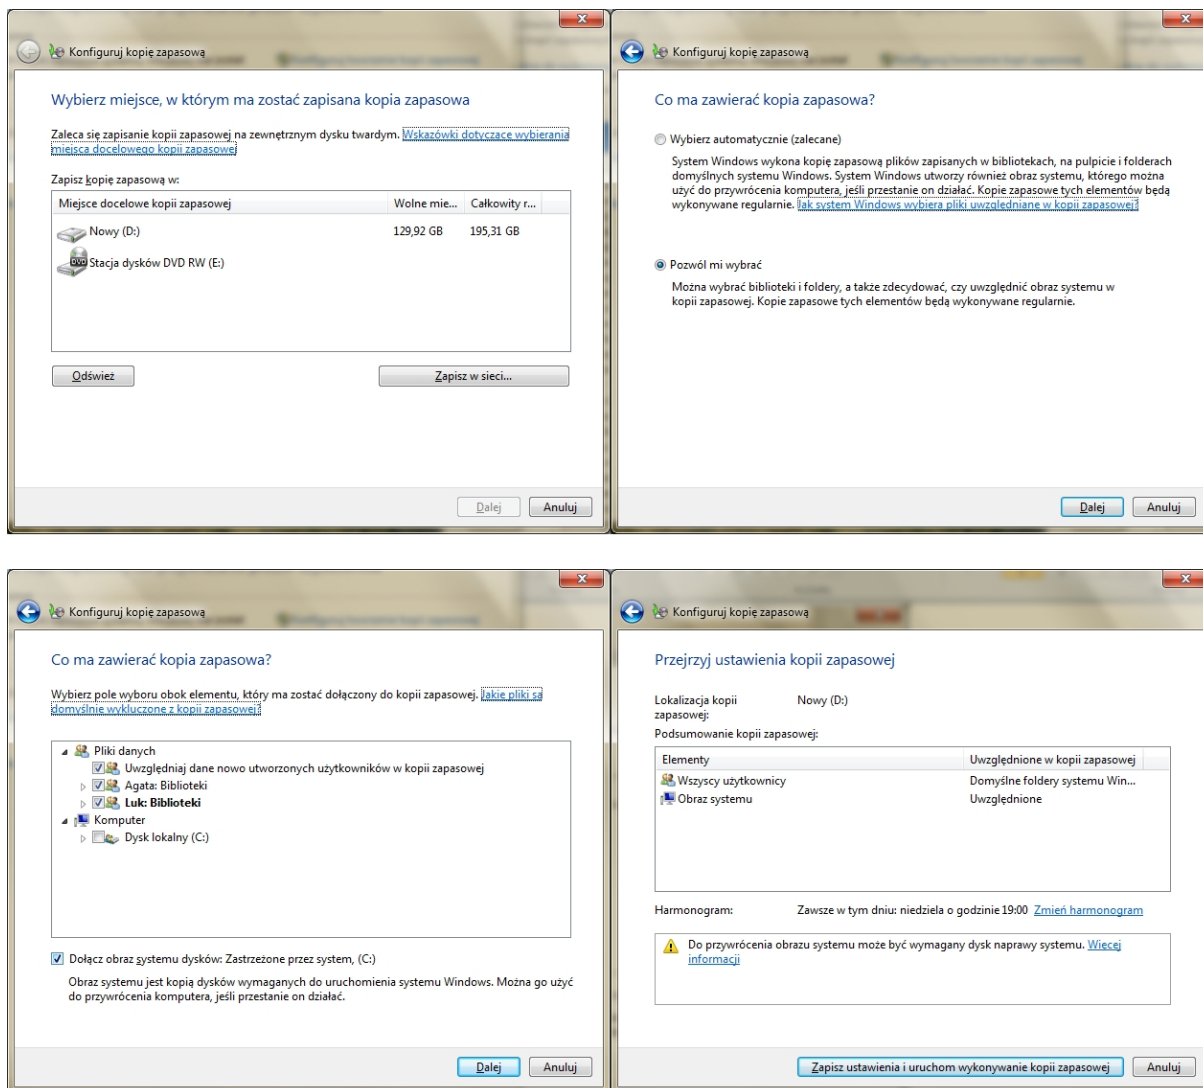 Konfiguruj kopię zapasową
Wybierz miejsce, w którym ma zostać zapisana kopia zapasowa
Zaleca się zapisanie kopii zapasowej na zewnętrznym dysku twardym. Wskazówki dotyczące wybierania
miejsca docelowego kopii zapasowej
Zapisz kopię zapasową w:
Miejsce docelowe kopii zapasowej Wolne mie... Całkowity r...
Nowy (D:) 129,92 GB 195,31 GB
Stacja dysków DVD RW (E:)
Odśwież Zapisz w sieci...
Dalej Anuluj
Konfiguruj kopię zapasową
Co ma zawierać kopia zapasowa?
Wybierz automatycznie (zalecane)
System Windows wykona kopię zapasową plików zapisanych w bibliotekach, na pulpicie i folderach
domyślnych systemu Windows. System Windows utworzy również obraz systemu, którego można
użyć do przywrócenia komputera, jeśli przestanie on działać. Kopie zapasowe tych elementów będą
wykonywane regularnie. Jak system Windows wybiera pliki uwzględniane w kopii zapasowej?
Pozwól mi wybrać
Można wybrać biblioteki i foldery, a także zdecydować, czy uwzględnić obraz systemu w
kopii zapasowej. Kopie zapasowe tych elementów będą wykonywane regularnie.
Dalej Anuluj
Konfiguruj kopię zapasową
Co ma zawierać kopia zapasowa?
Wybierz pole wyboru obok elementu, który ma zostać dołączony do kopii zapasowej. Jakie pliki są
domyślnie wykluczone z kopii zapasowej?
Pliki danych
Uwzględniaj dane nowo utworzonych użytkowników w kopii zapasowej
Agata: Biblioteki
Luk: Biblioteki
Komputer
Dysk lokalny (C:)
Dołącz obraz systemu dysków: Zastrzeżone przez system, (C:)
Obraz systemu jest kopią dysków wymaganych do uruchomienia systemu Windows. Można go użyć
do przywrócenia komputera, jeśli przestanie on działać.
Dalej Anuluj
Konfiguruj kopię zapasową
Przejrzyj ustawienia kopii zapasowej
Lokalizacja kopii Nowy (D:)
zapasowej:
Podsumowanie kopii zapasowej:
Elementy Uwzględnione w kopii zapasowej
Wszyscy użytkownicy Domyślne foldery systemu Win...
Obraz systemu Uwzględnione
Harmonogram: Zawsze w tym dniu: niedziela o godzinie 19:00 Zmień harmonogram
Do przywrócenia obrazu systemu może być wymagany dysk naprawy systemu. Więcej
informacji
Zapisz ustawienia i uruchom wykonywanie kopii zapasowej Anuluj